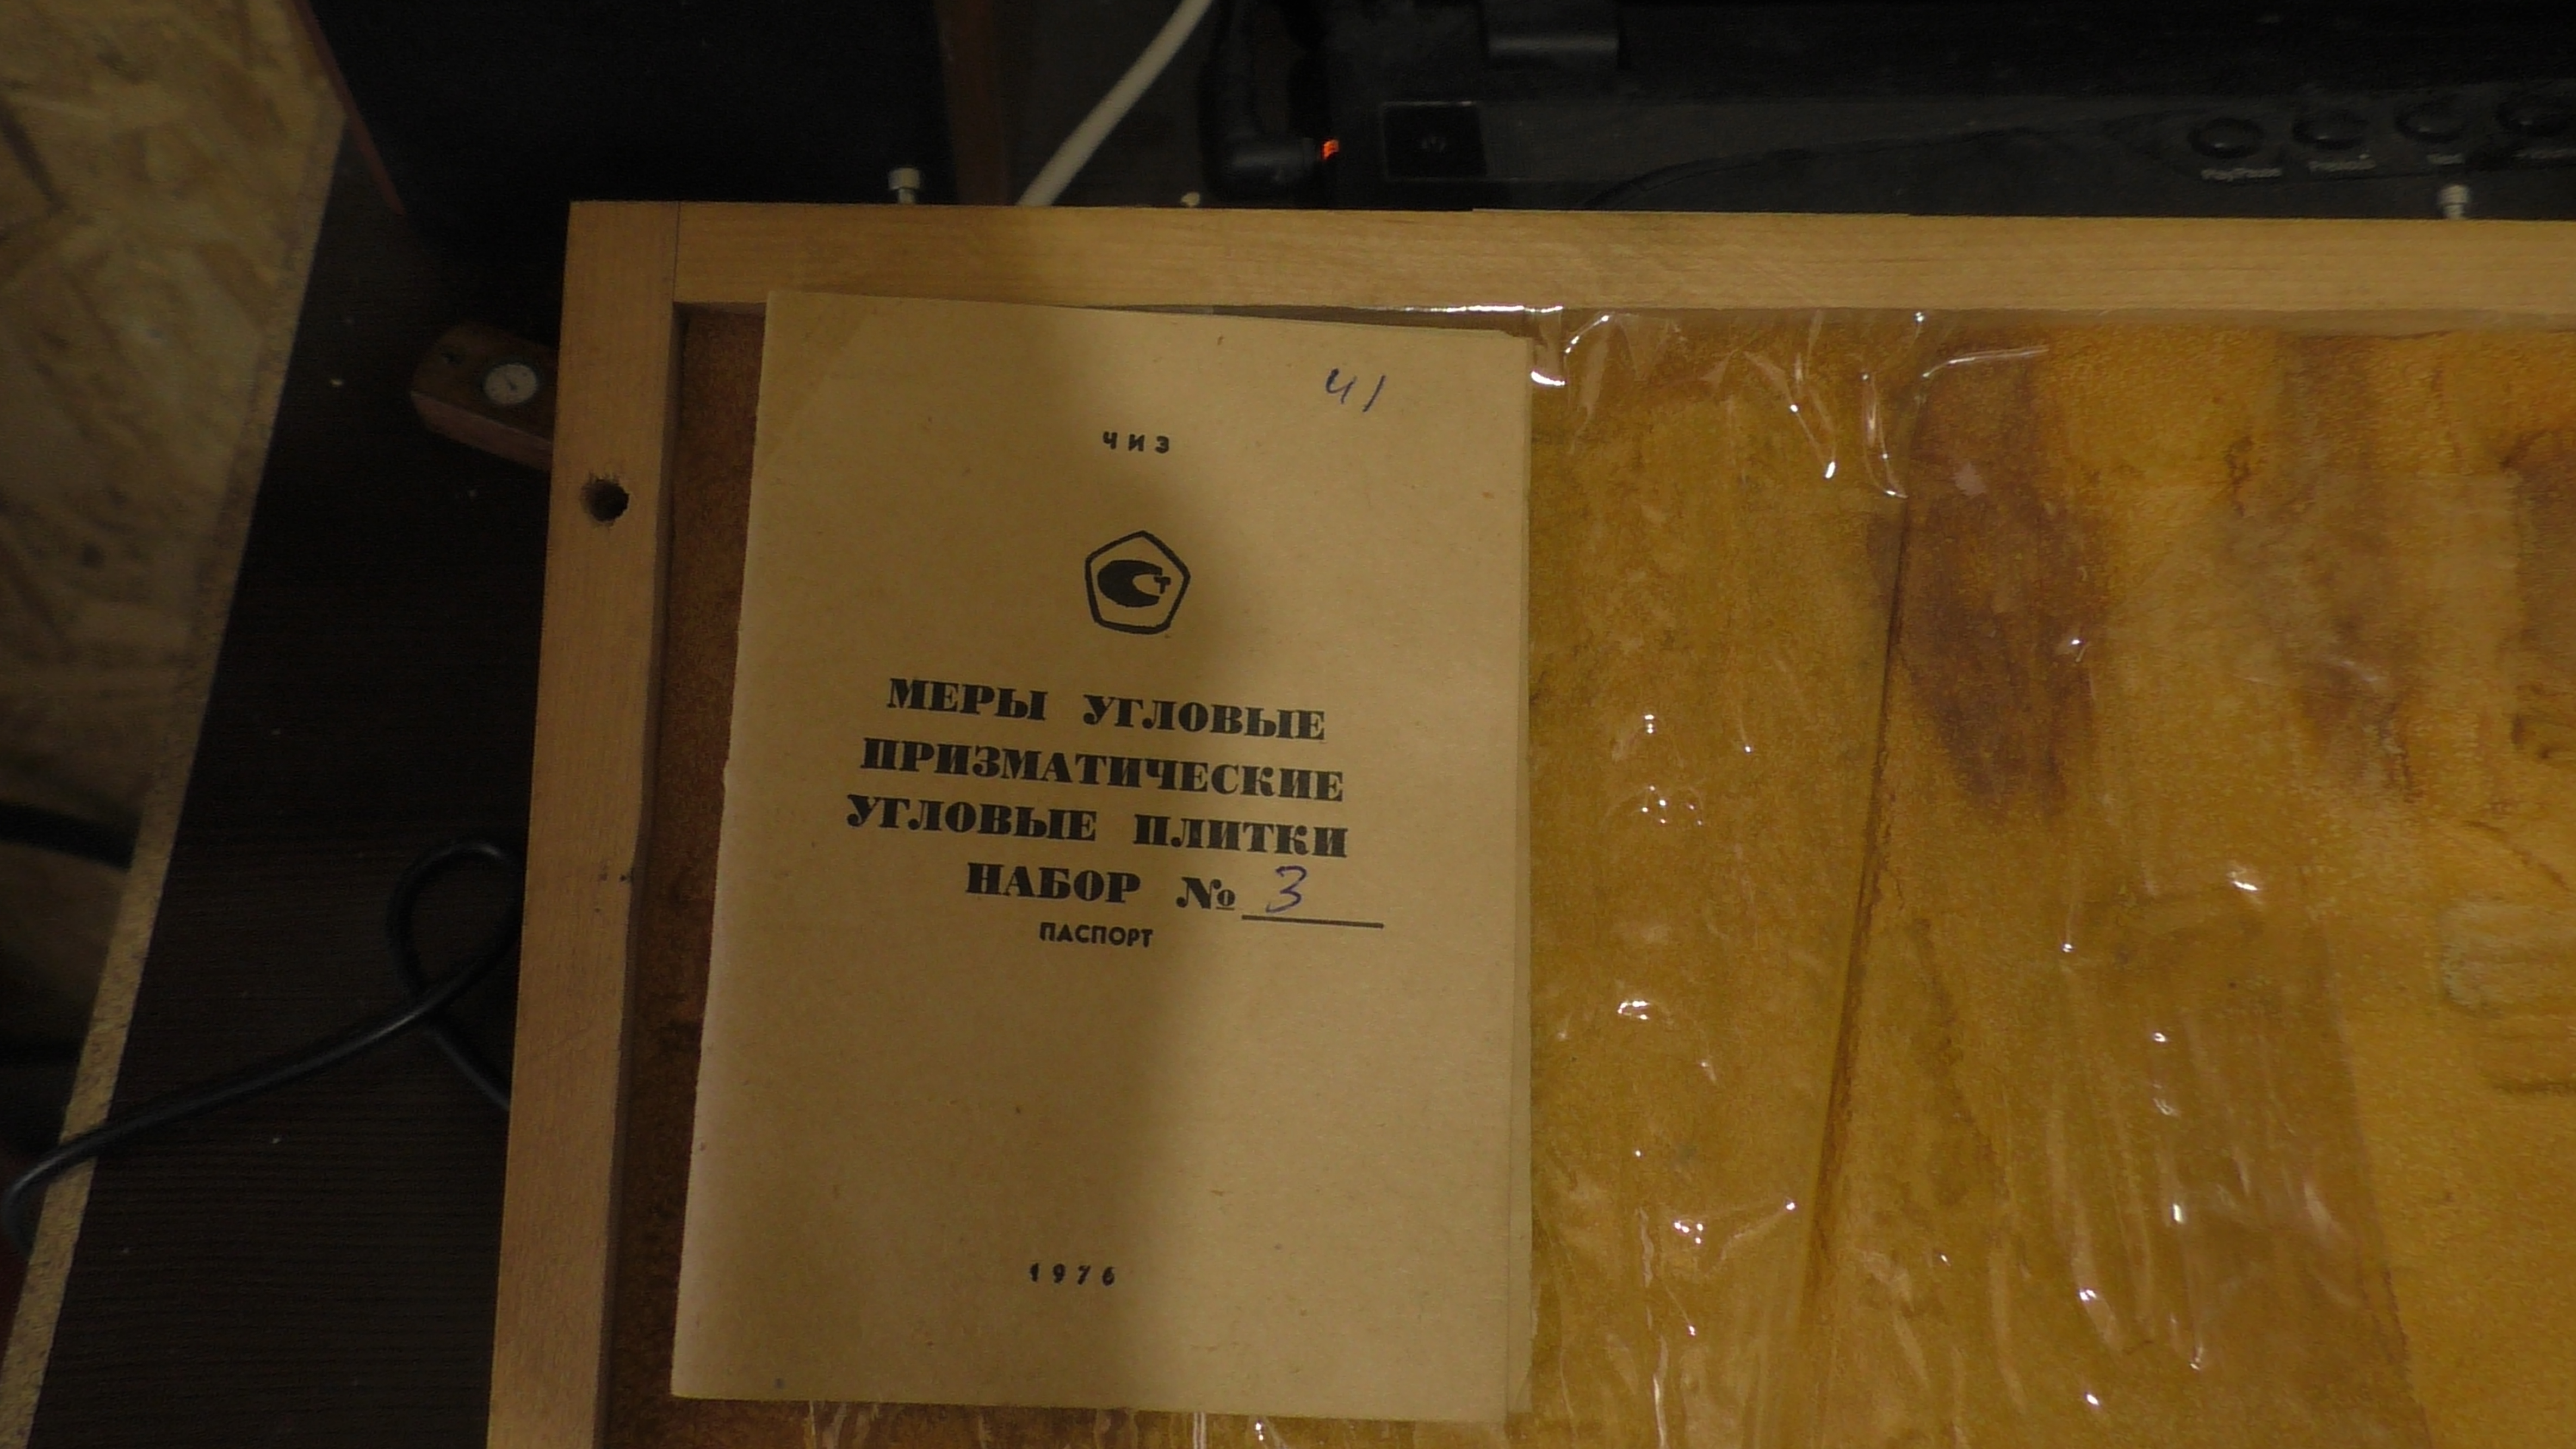 41
ЧИЗ
МЕРЫ УГЛОВЫЕ
ПРИЗМАТИЧЕСКИЕ
УГЛОВЫЕ ПЛИТКИ
НАБОР № 3
ПАСПОРТ
1976